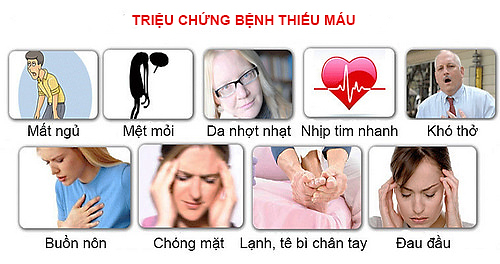 TRIỆU CHỨNG BỆNH THIẾU MÁU
Mất ngủ
Mệt mỏi
Da nhợt nhạt
Nhịp tim nhanh
Khó thở
Buồn nôn
Chóng mặt
Lạnh, tê bì chân tay
Đau đầu